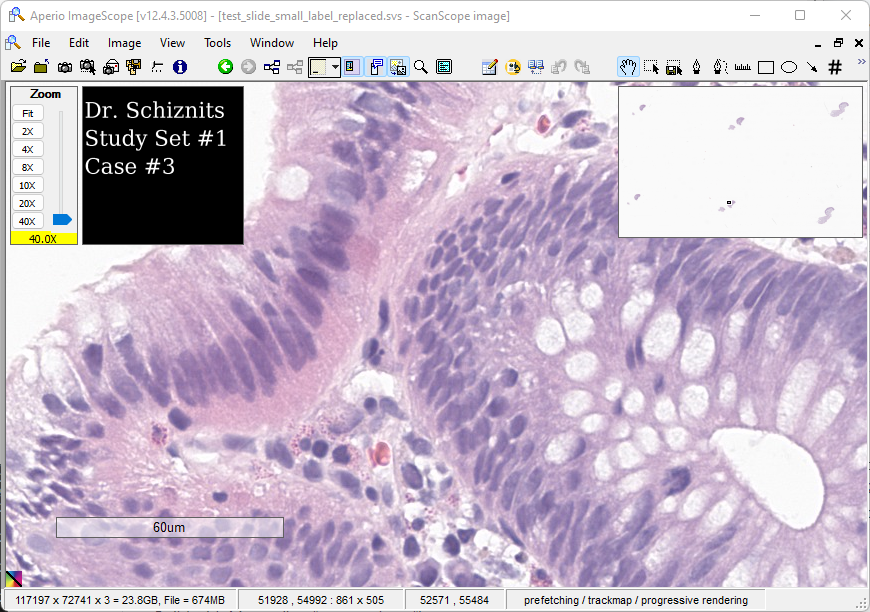 Aperio ImageScope [v12.4.3.5008] - [test_slide_small_label_replaced.svs - ScanScope image]
File Edit Image View Tools Window Help
Zoom
Fit
2X
4X
8X
10X
20X
40X
40.0X
Dr. Schiznits
Study Set #1
Case #3
60um
117197 x 72741 x 3 = 23.8GB, File = 674MB 51928 , 54992 : 861 x 505 52571 , 55484 prefetching / trackmap / progressive rendering